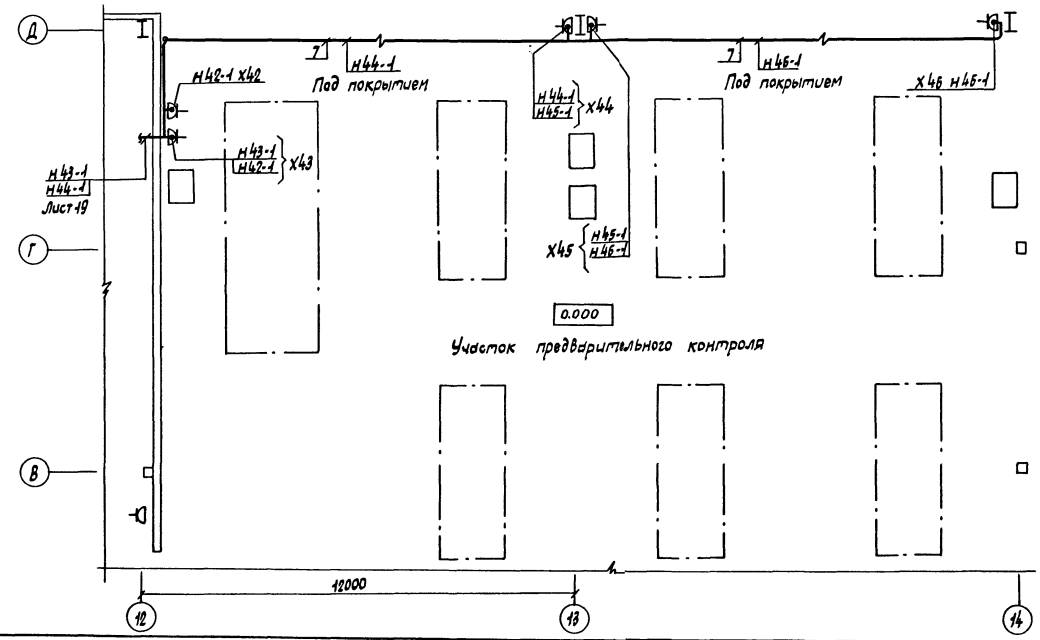 Д
7
Н44-1
Под покрытием
7
Н46-1
Под покрытием
Х46 Н46-1
Н42-1 Х42
Н44-1
Н45-1
Х44
Н43-1
Н42-1
Х43
Н43-1
Н44-1
Лист 19
Г
Х45
Н45-1
Н46-1
0.000
Участок предварительного контроля
В
12000
12
13
14